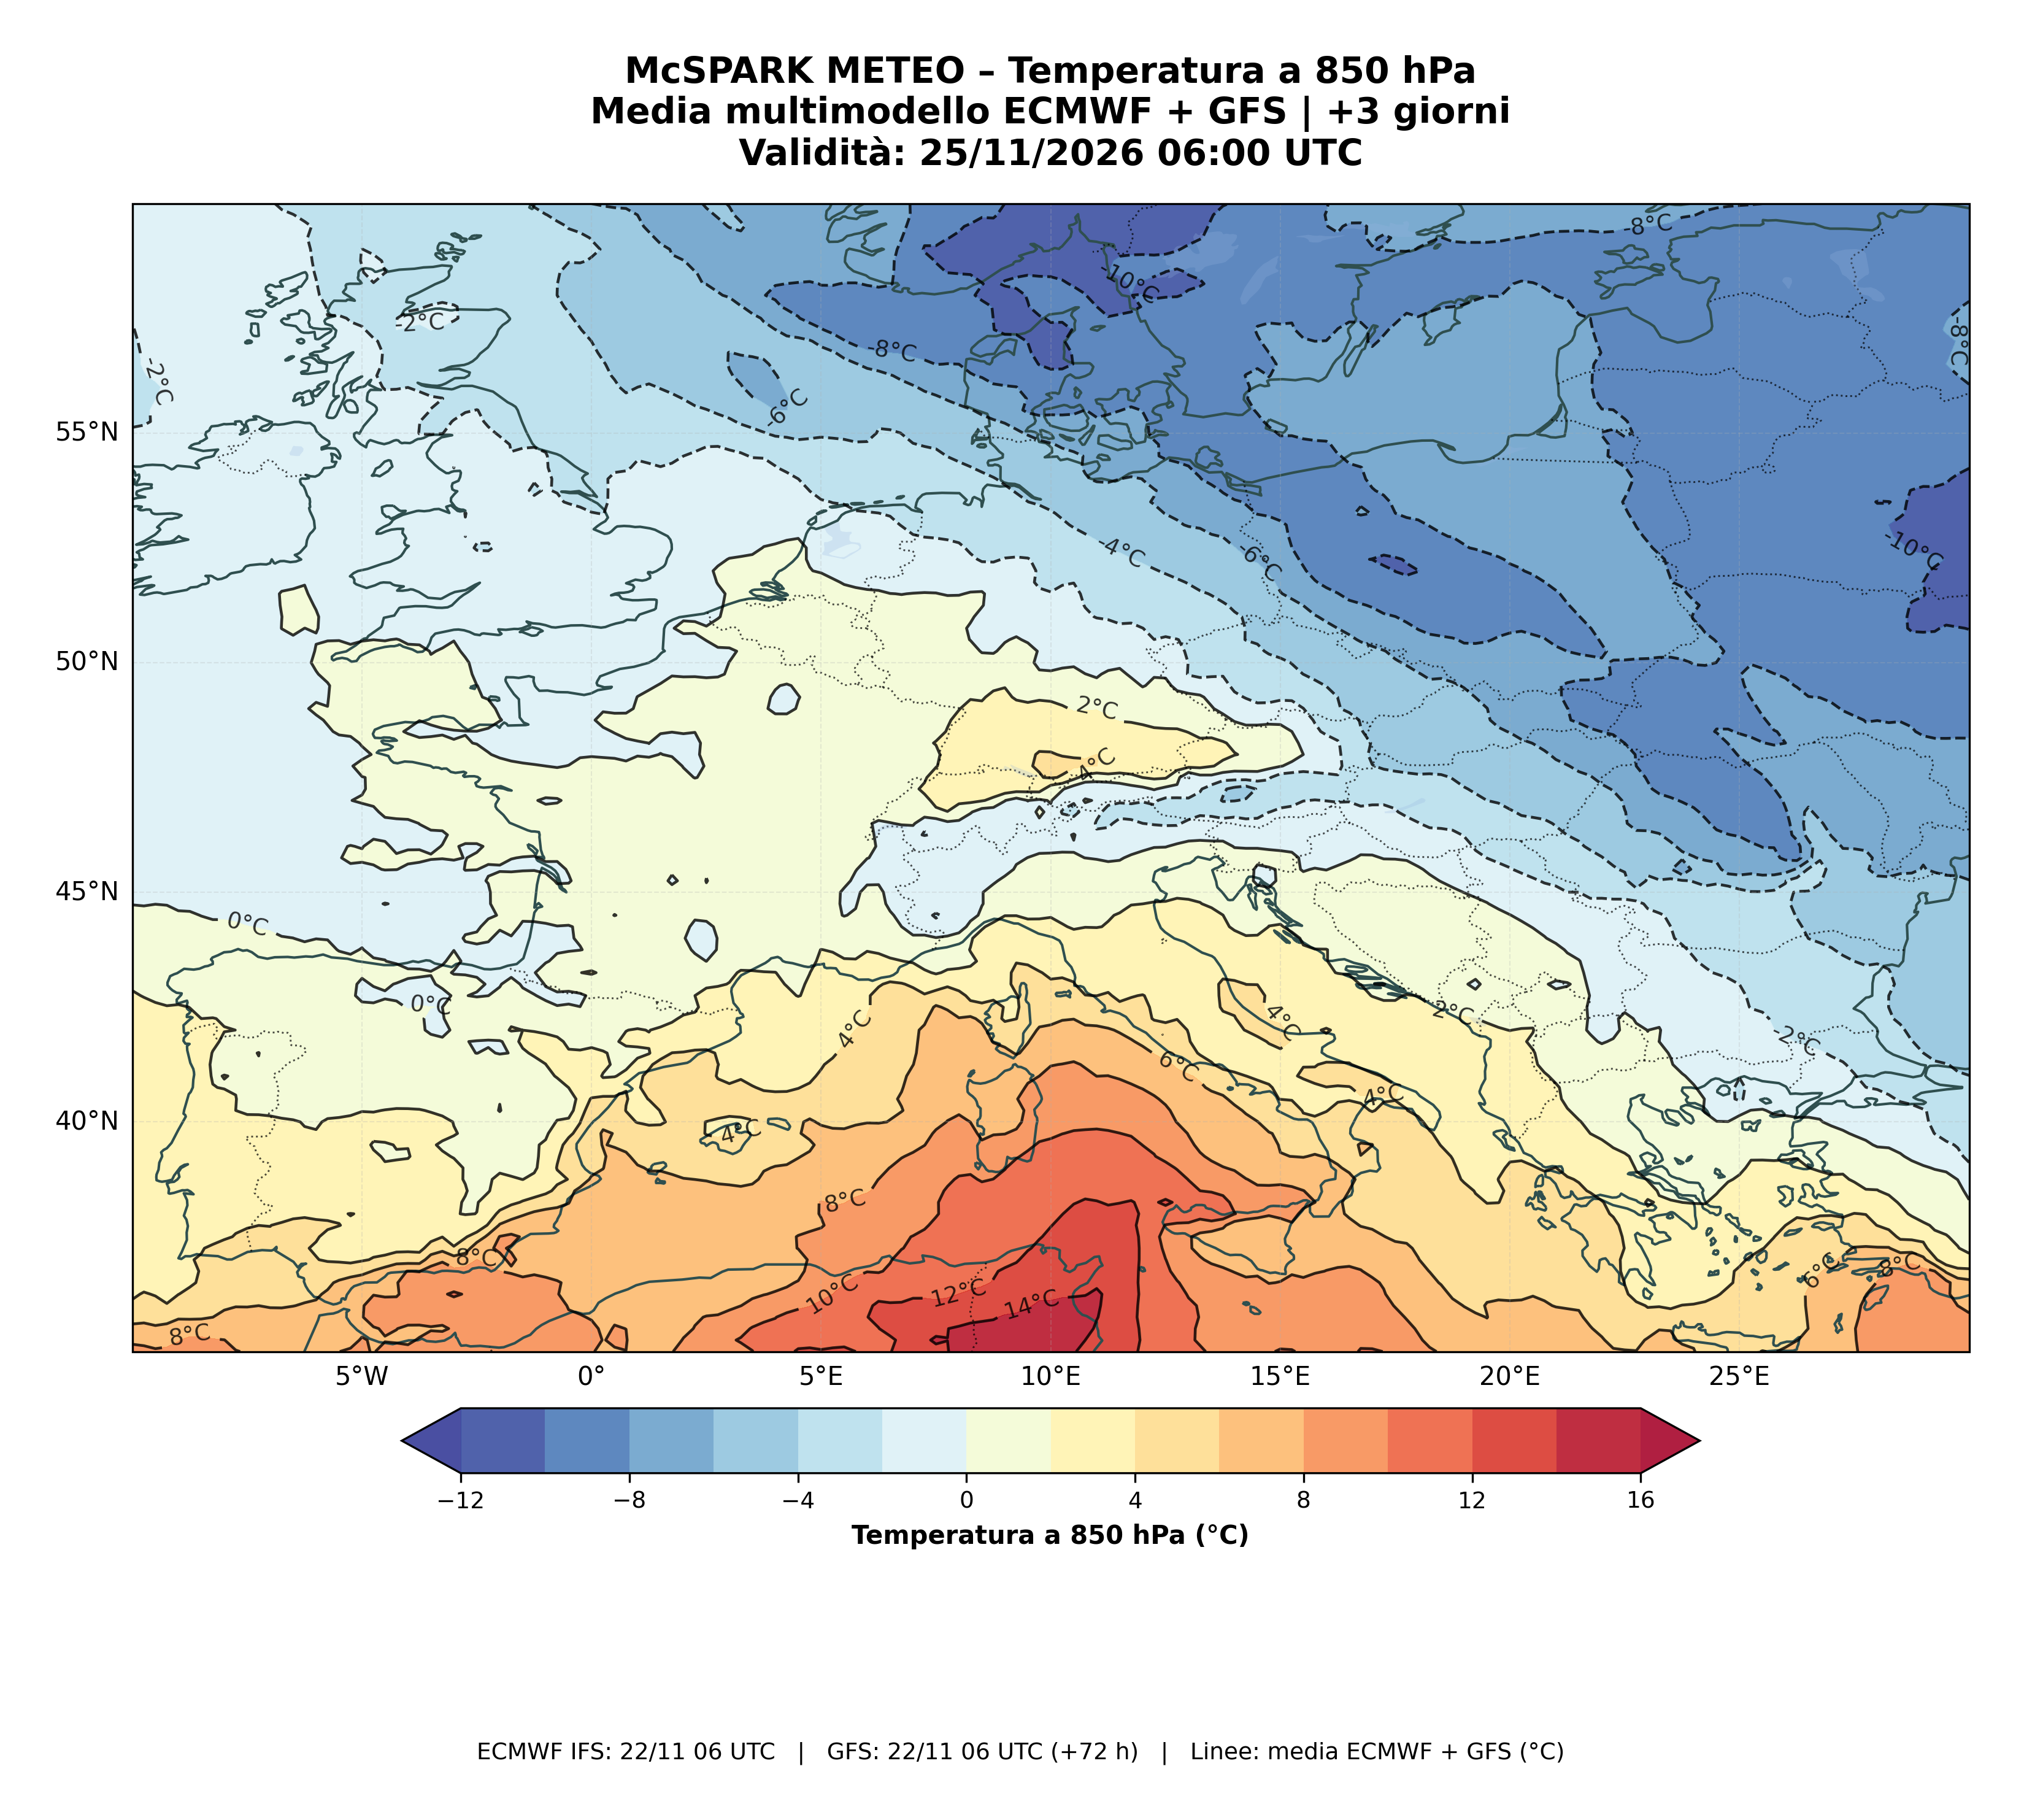 McSPARK METEO – Temperatura a 850 hPa
Media multimodello ECMWF + GFS | +3 giorni
Validità: 25/11/2026 06:00 UTC
-8°C
-10°C
-2°C
-8°C
-8°C
-2°C
-6°C
55°N
-4°C
-6°C
-10°C
50°N
2°C
4°C
45°N
0°C
0°C
4°C
4°C
2°C
-2°C
6°C
4°C
40°N
4°C
8°C
8°C
6°C
8°C
10°C
12°C
14°C
8°C
5°W
0°
5°E
10°E
15°E
20°E
25°E
−12
−8
−4
0
4
8
12
16
Temperatura a 850 hPa (°C)
ECMWF IFS: 22/11 06 UTC | GFS: 22/11 06 UTC (+72 h) | Linee: media ECMWF + GFS (°C)